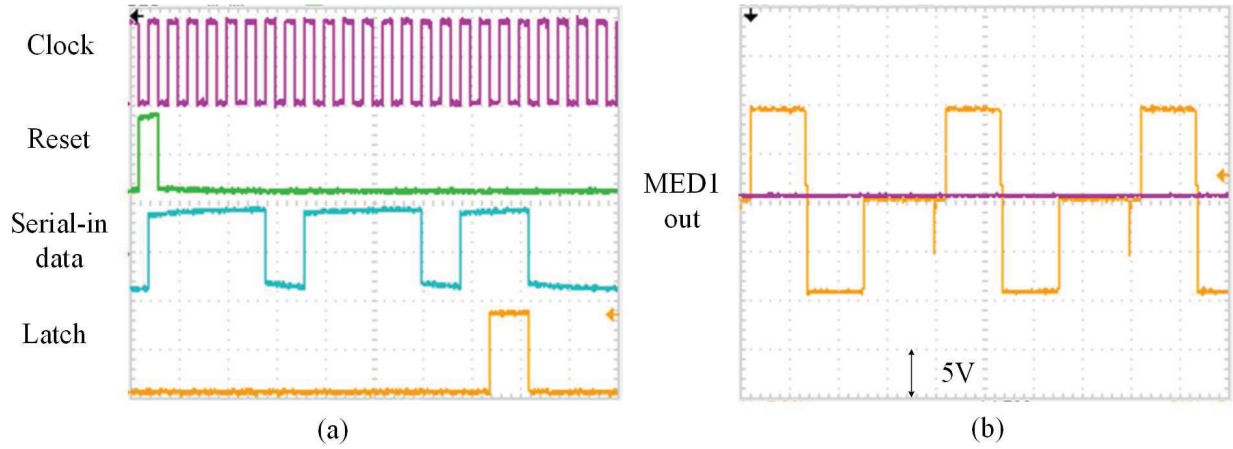 Clock
Reset
Serial-in
data
Latch
(a)
MED1
out
5V
(b)